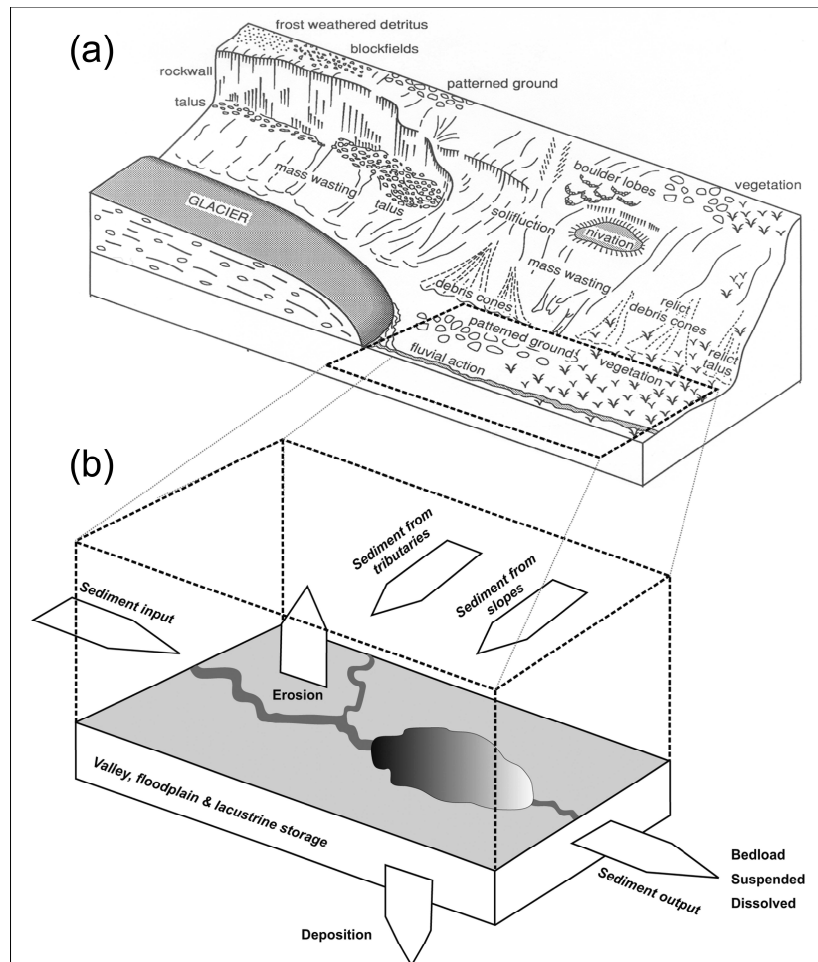 (a)
frost weathered detritus
blockfields
rockwall
patterned ground
talus
boulder lobes
vegetation
mass wasting
talus
GLACIER
solifluction
nivation
mass wasting
debris cones
relict
debris cones
patterned ground
relict
talus
fluvial action
vegetation
(b)
Sediment from
tributaries
Sediment from
slopes
Sediment input
Erosion
Valley, floodplain & lacustrine storage
Bedload
Suspended
Dissolved
Sediment output
Deposition